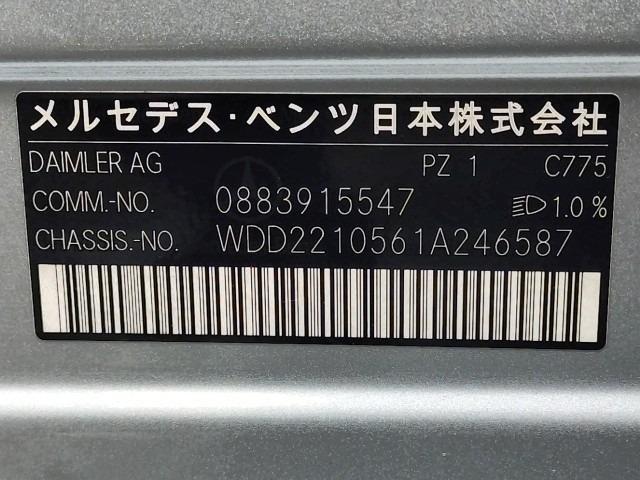 メルセデス・ベンツ日本株式会社
DAIMLER AG PZ 1 C775
COMM.-NO. 0883915547 1.0 %
CHASSIS.-NO. WDD2210561A246587